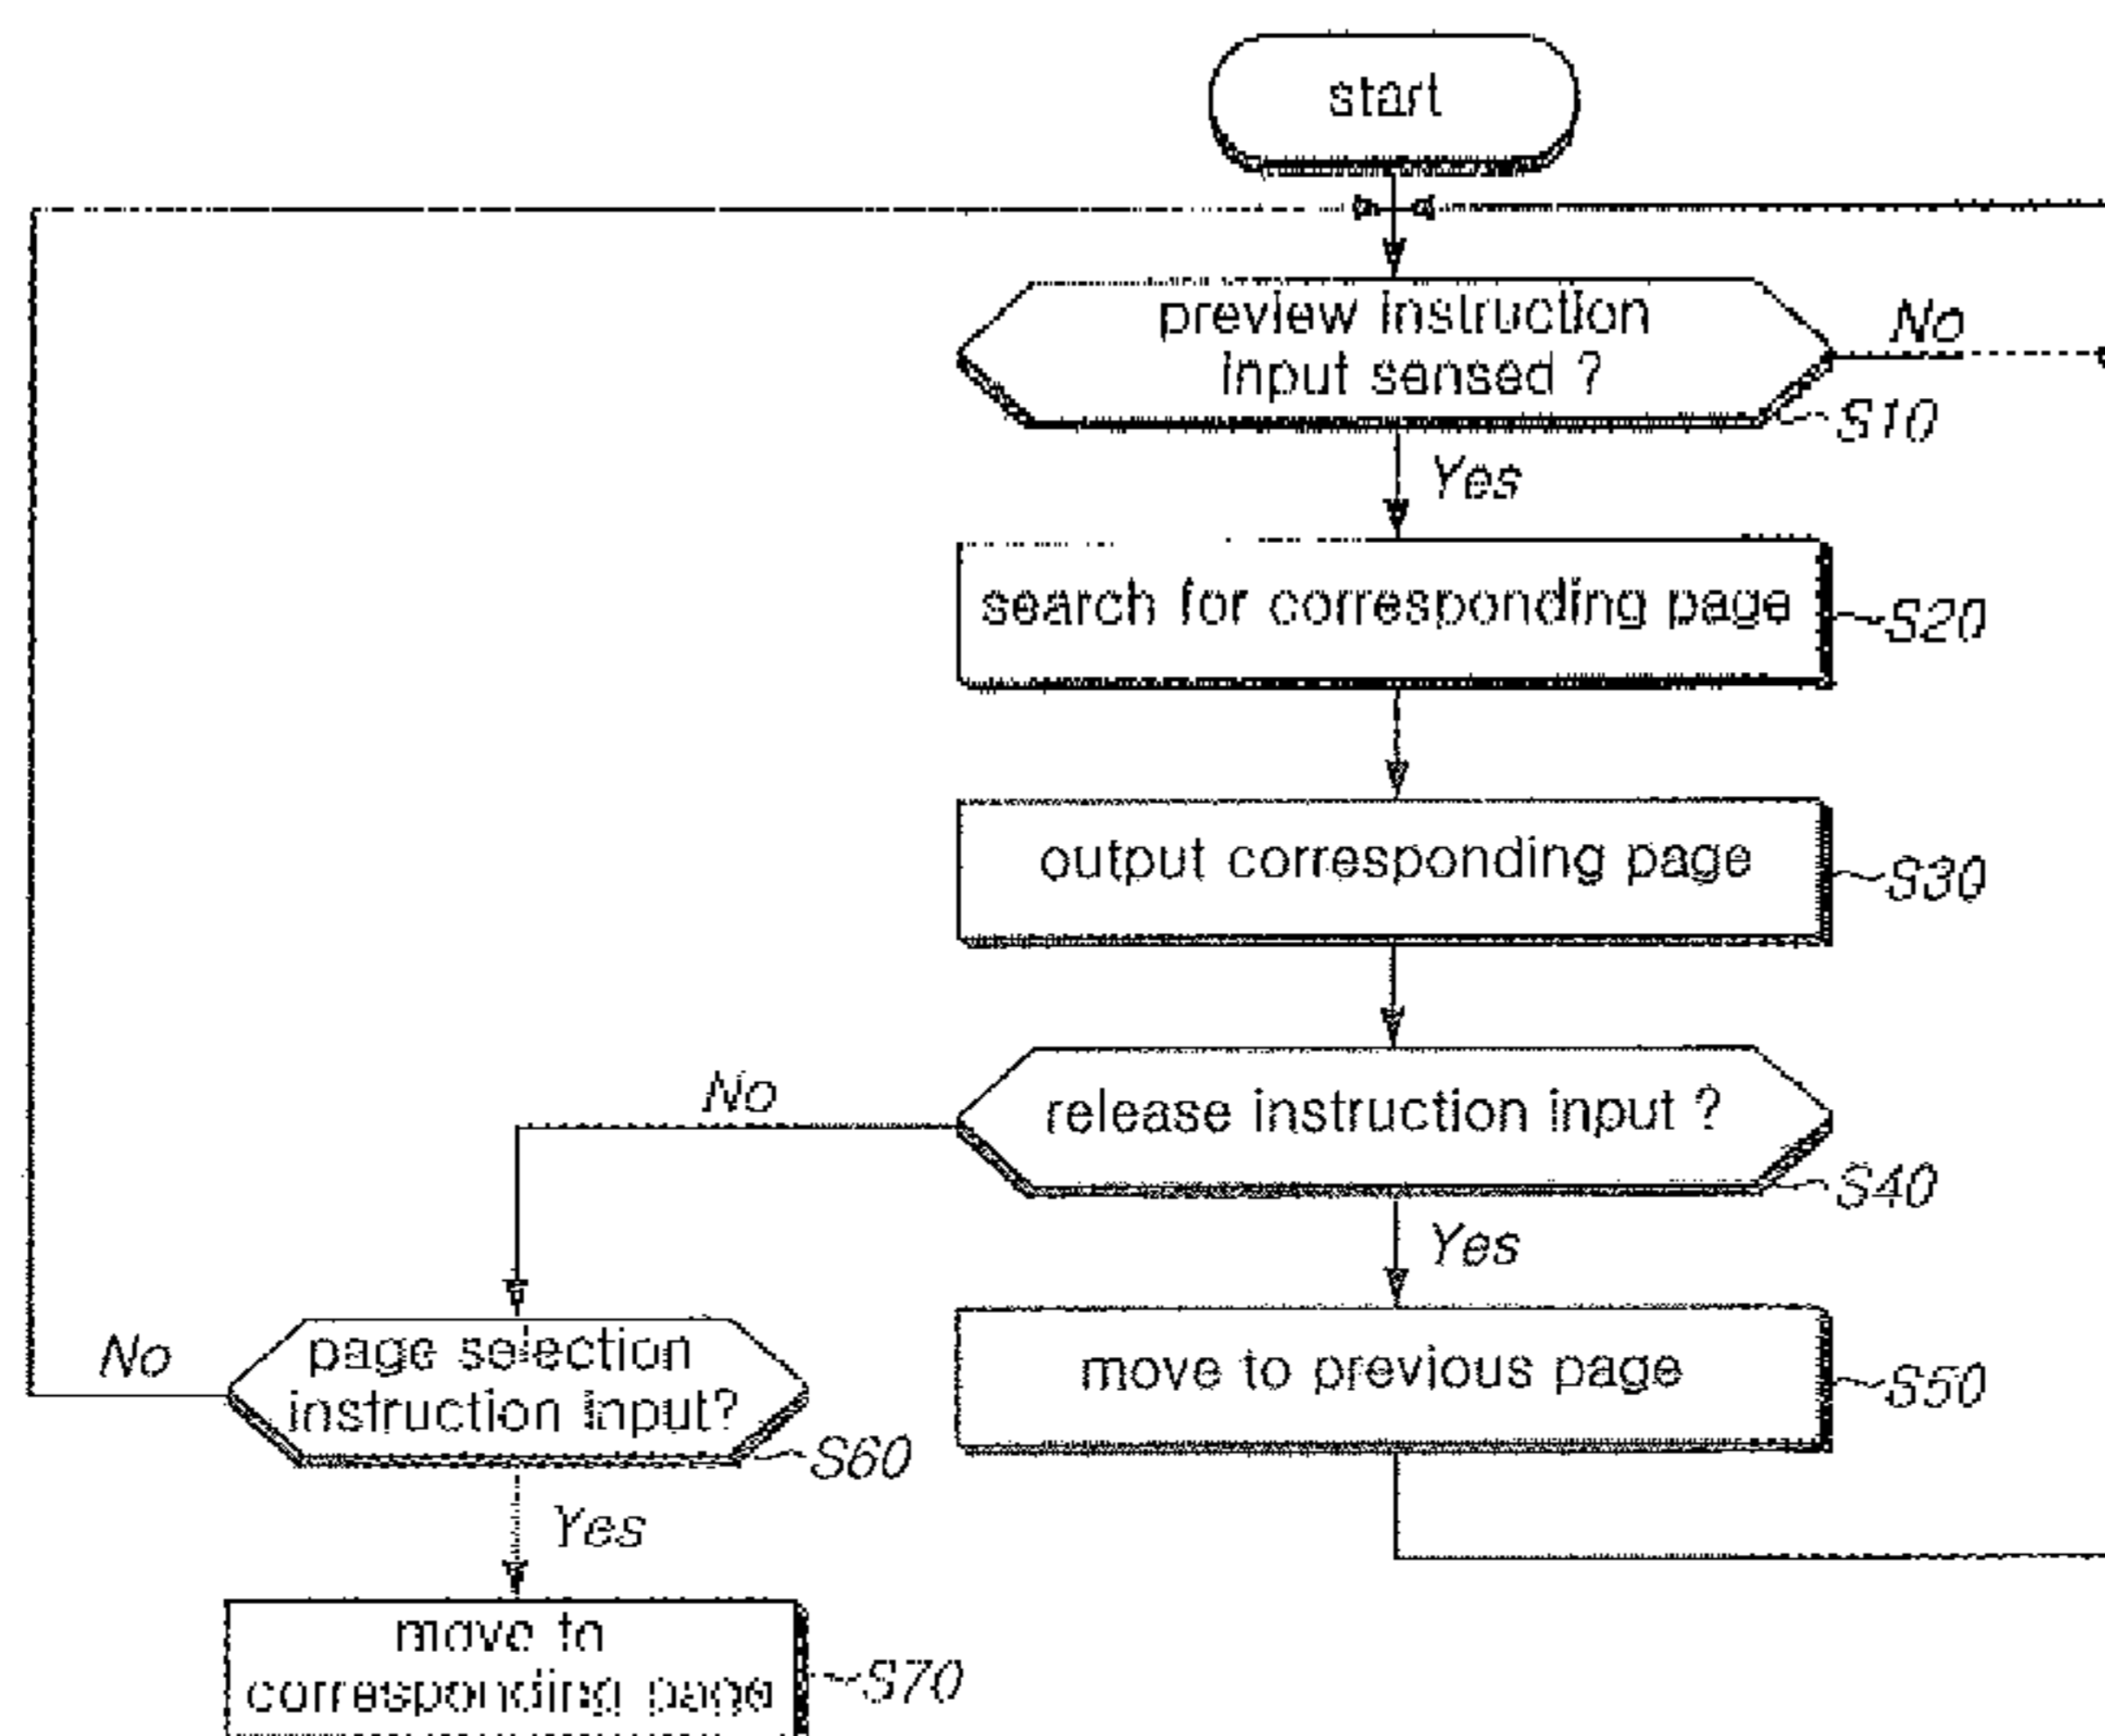 start
preview instruction
input sensed ?
No
S10
Yes
search for corresponding page
S20
output corresponding page
S30
No
release instruction input ?
S40
Yes
No
page selection
instruction input?
S60
move to previous page
S50
Yes
move to
corresponding page
S70